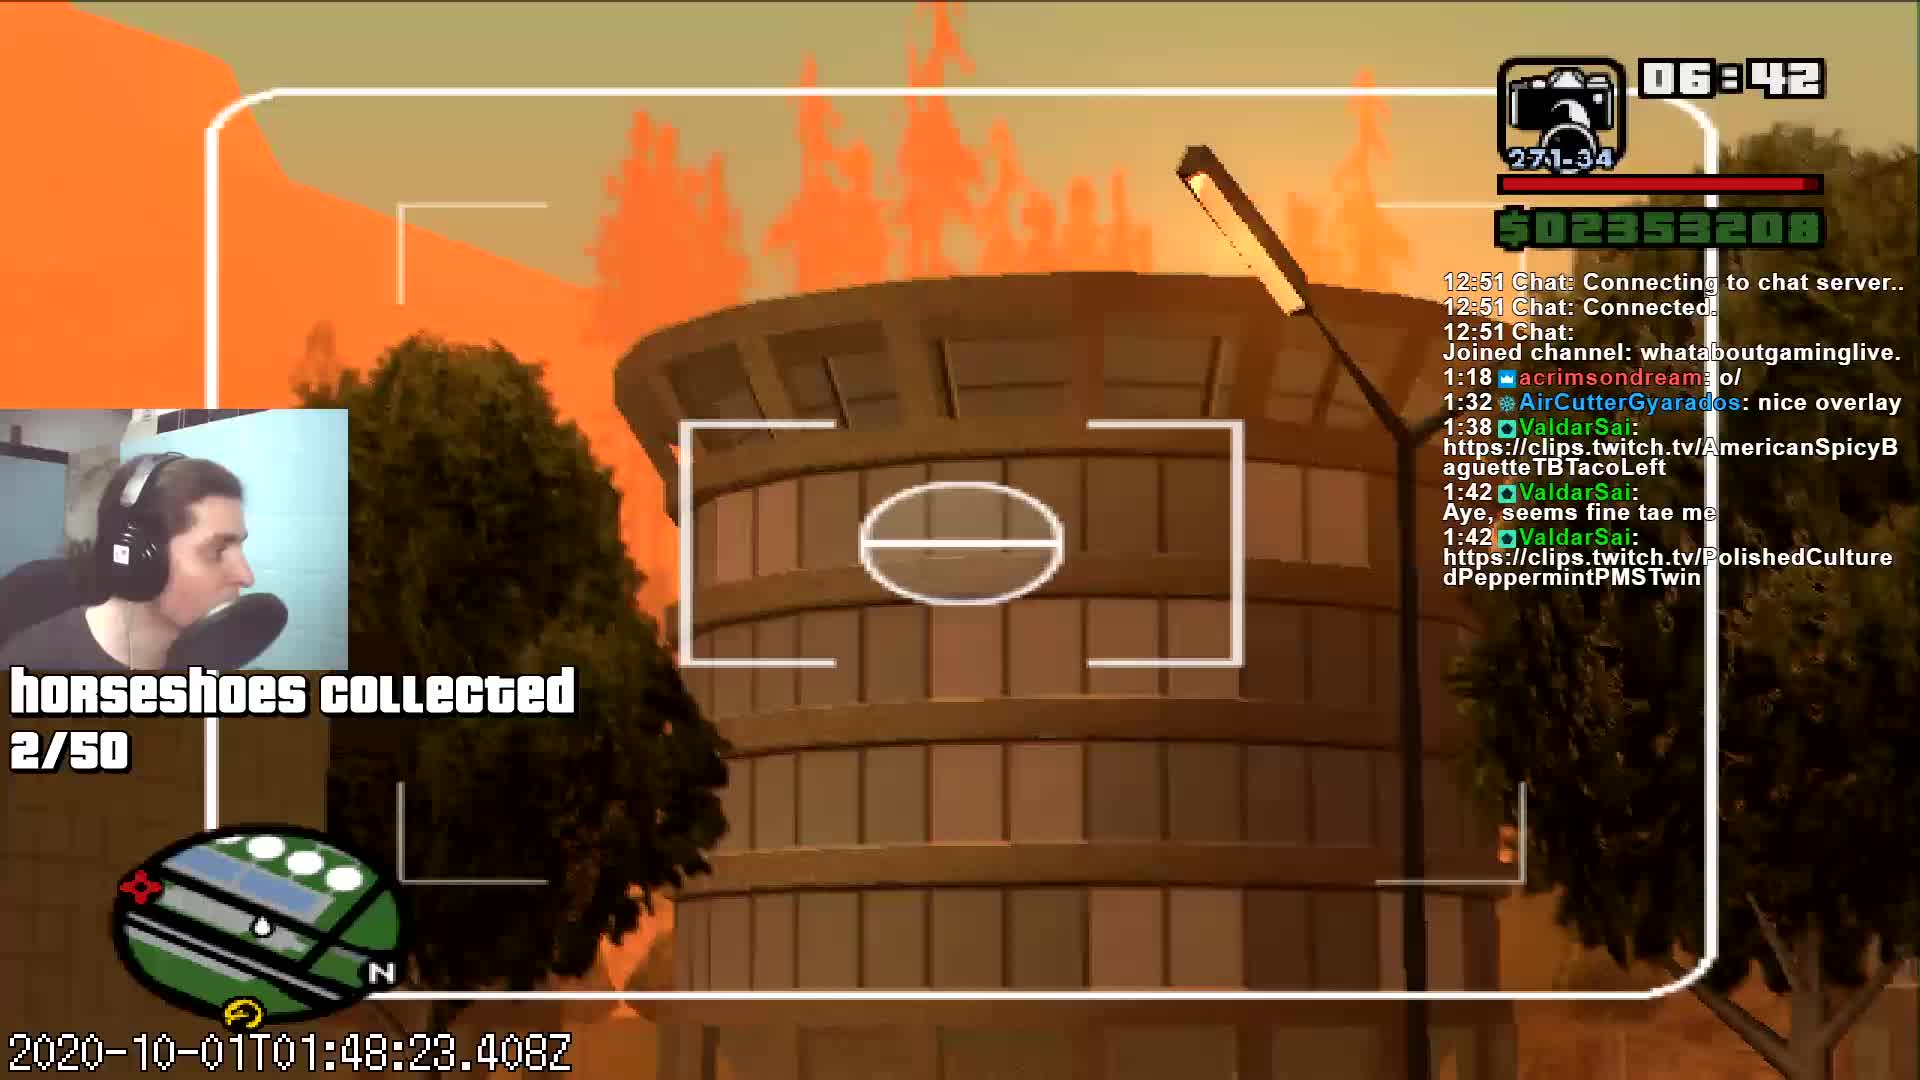 06:42
271-34
$02353208
12:51 Chat: Connecting to chat server..
12:51 Chat: Connected.
12:51 Chat:
Joined channel: whataboutgaminglive.
1:18 acrimsondream: o/
1:32 AirCutterGyarados: nice overlay
1:38 ValdarSai:
https://clips.twitch.tv/AmericanSpicyB
aguetteTBTacoLeft
1:42 ValdarSai:
Aye, seems fine tae me
1:42 ValdarSai:
https://clips.twitch.tv/PolishedCulture
dPeppermintPMSTwin
horseshoes collected
2/50
N
2020-10-01T01:48:23.408Z